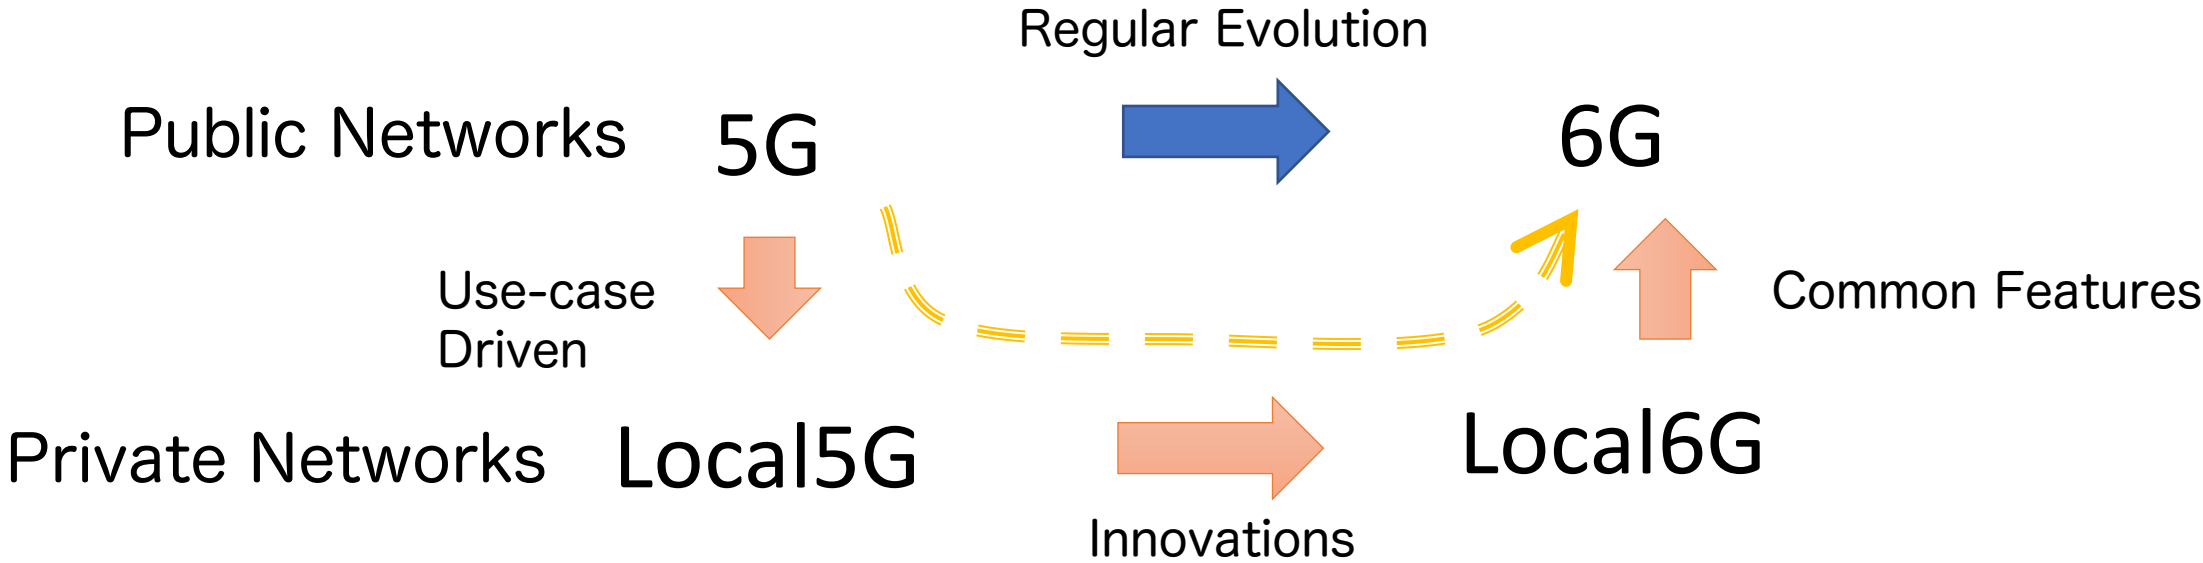 Regular Evolution
Public Networks 5G 6G
Use-case
Driven
Common Features
Private Networks Local5G Local6G
Innovations